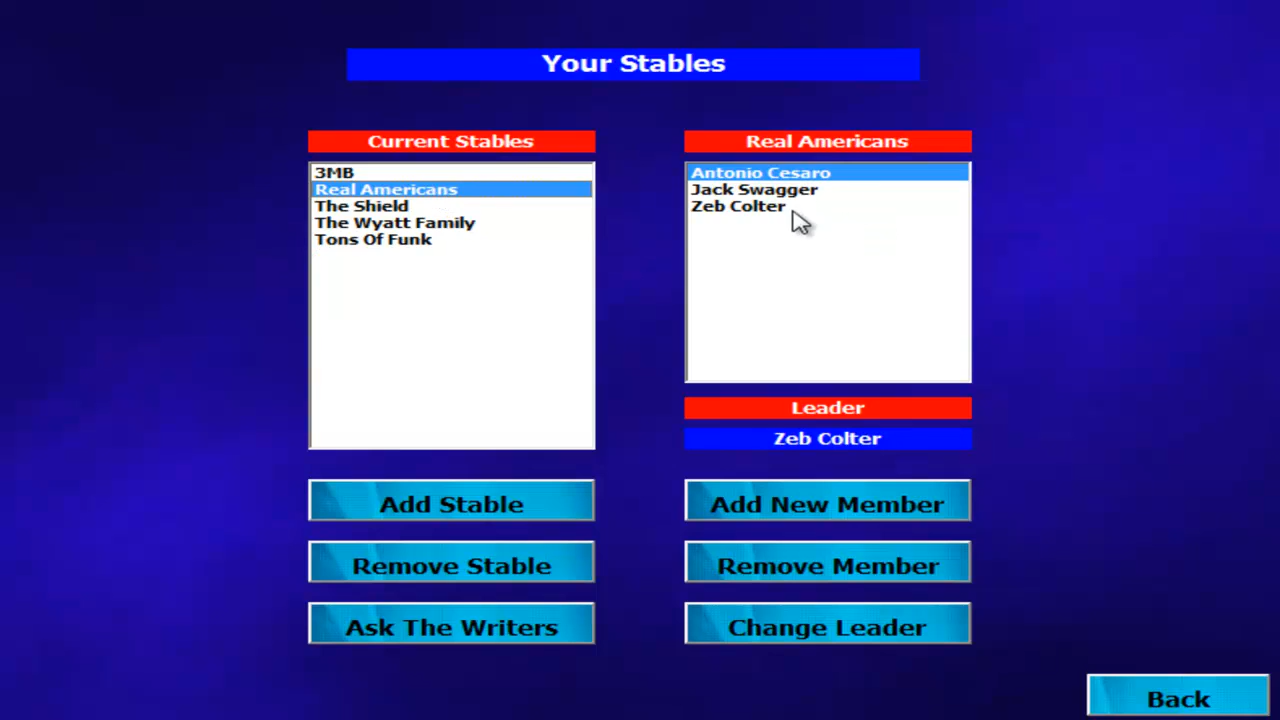 Your Stables
Current Stables
3MB
Real Americans
The Shield
The Wyatt Family
Tons Of Funk
Real Americans
Antonio Cesaro
Jack Swagger
Zeb Colter
Leader
Zeb Colter
Add Stable
Add New Member
Remove Stable
Remove Member
Ask The Writers
Change Leader
Back